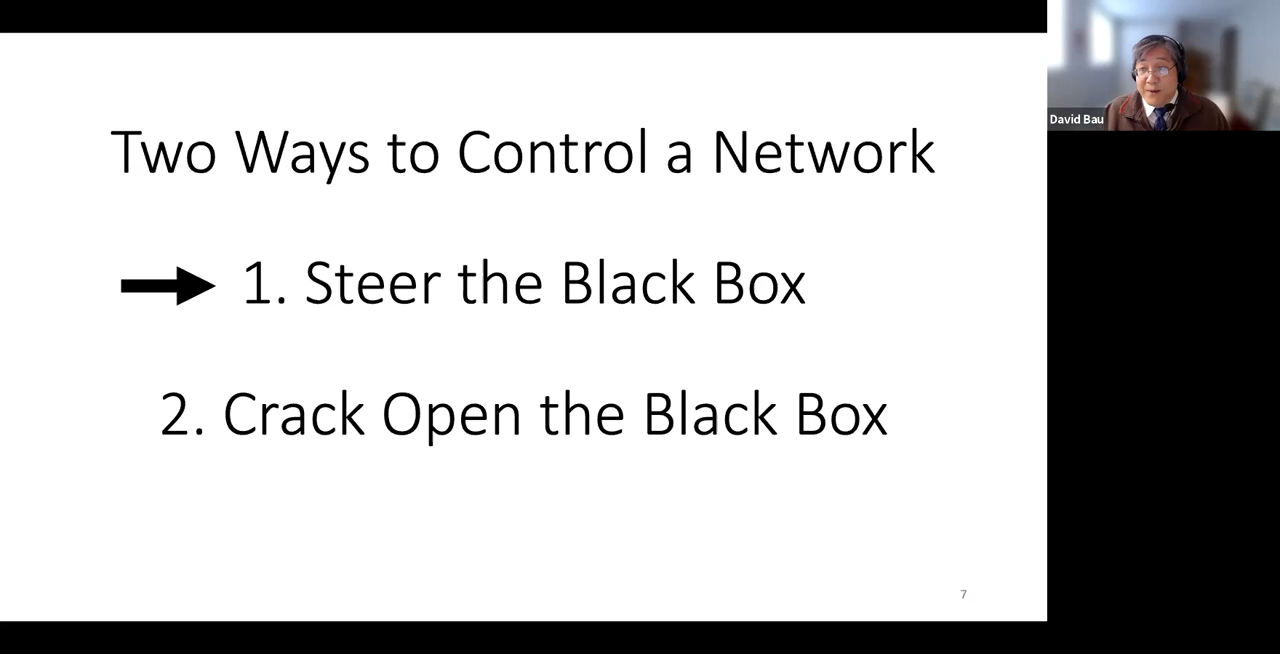 Two Ways to Control a Network
1. Steer the Black Box
2. Crack Open the Black Box
7
David Bau